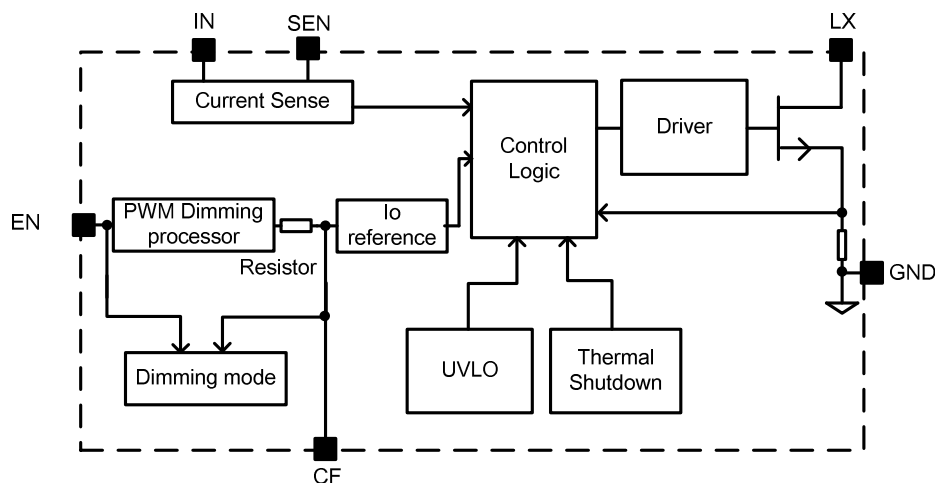 IN
SEN
LX
Current Sense
Control
Logic
Driver
EN
PWM Dimming
processor
Resistor
Io
reference
GND
UVLO
Thermal
Shutdown
Dimming mode
CF